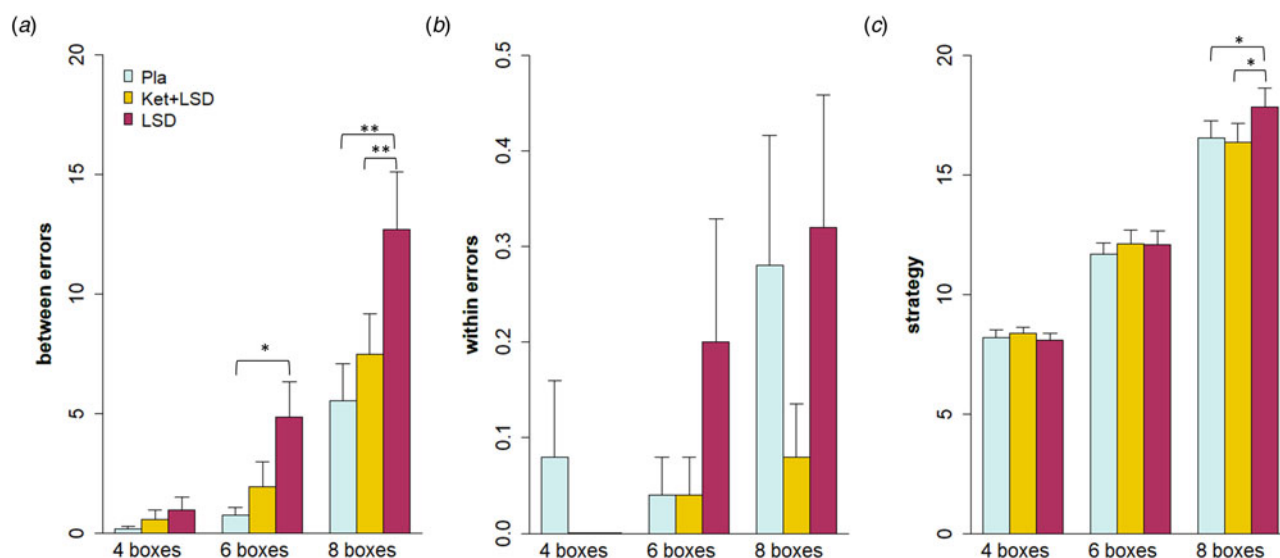 (a)
20
15
10
5
0
between errors
Pla
Ket+LSD
LSD
*
**
**
4 boxes 6 boxes 8 boxes
(b)
0.5
0.4
0.3
0.2
0.1
0.0
within errors
4 boxes 6 boxes 8 boxes
(c)
20
15
10
5
0
strategy
*
*
4 boxes 6 boxes 8 boxes